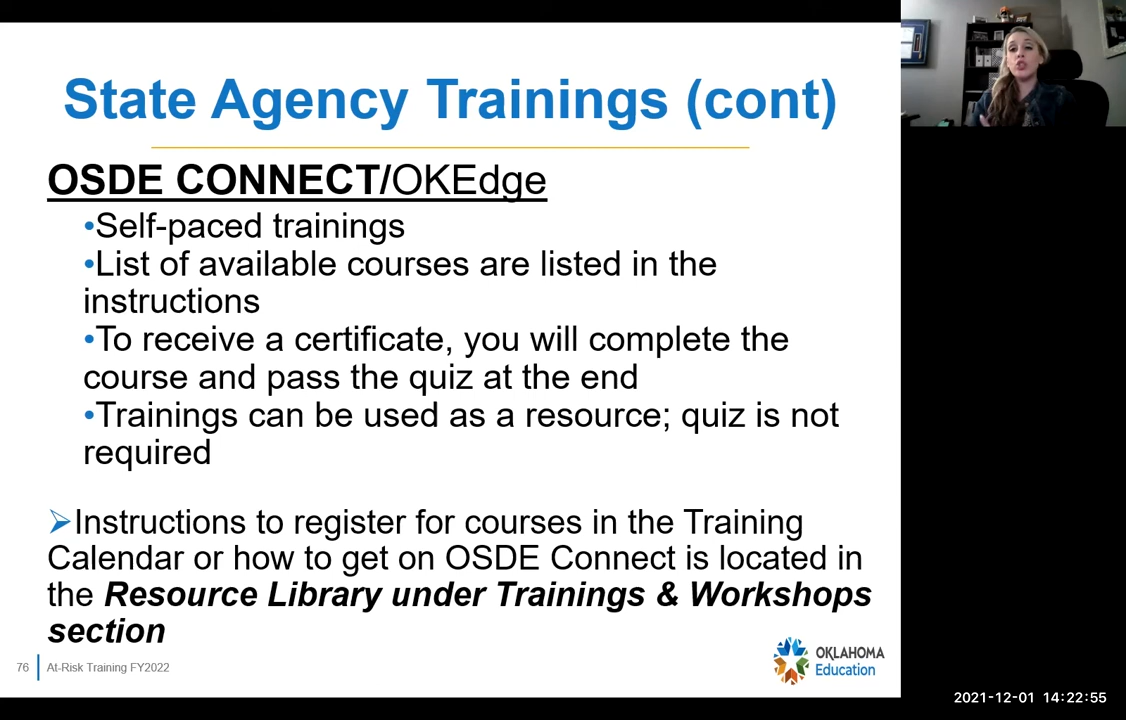 State Agency Trainings (cont)
OSDE CONNECT/OKEdge
•Self-paced trainings
•List of available courses are listed in the
instructions
•To receive a certificate, you will complete the
course and pass the quiz at the end
•Trainings can be used as a resource; quiz is not
required
➢Instructions to register for courses in the Training
Calendar or how to get on OSDE Connect is located in
the Resource Library under Trainings & Workshops
section
76
At-Risk Training FY2022
OKLAHOMA
Education
2021-12-01 14:22:55